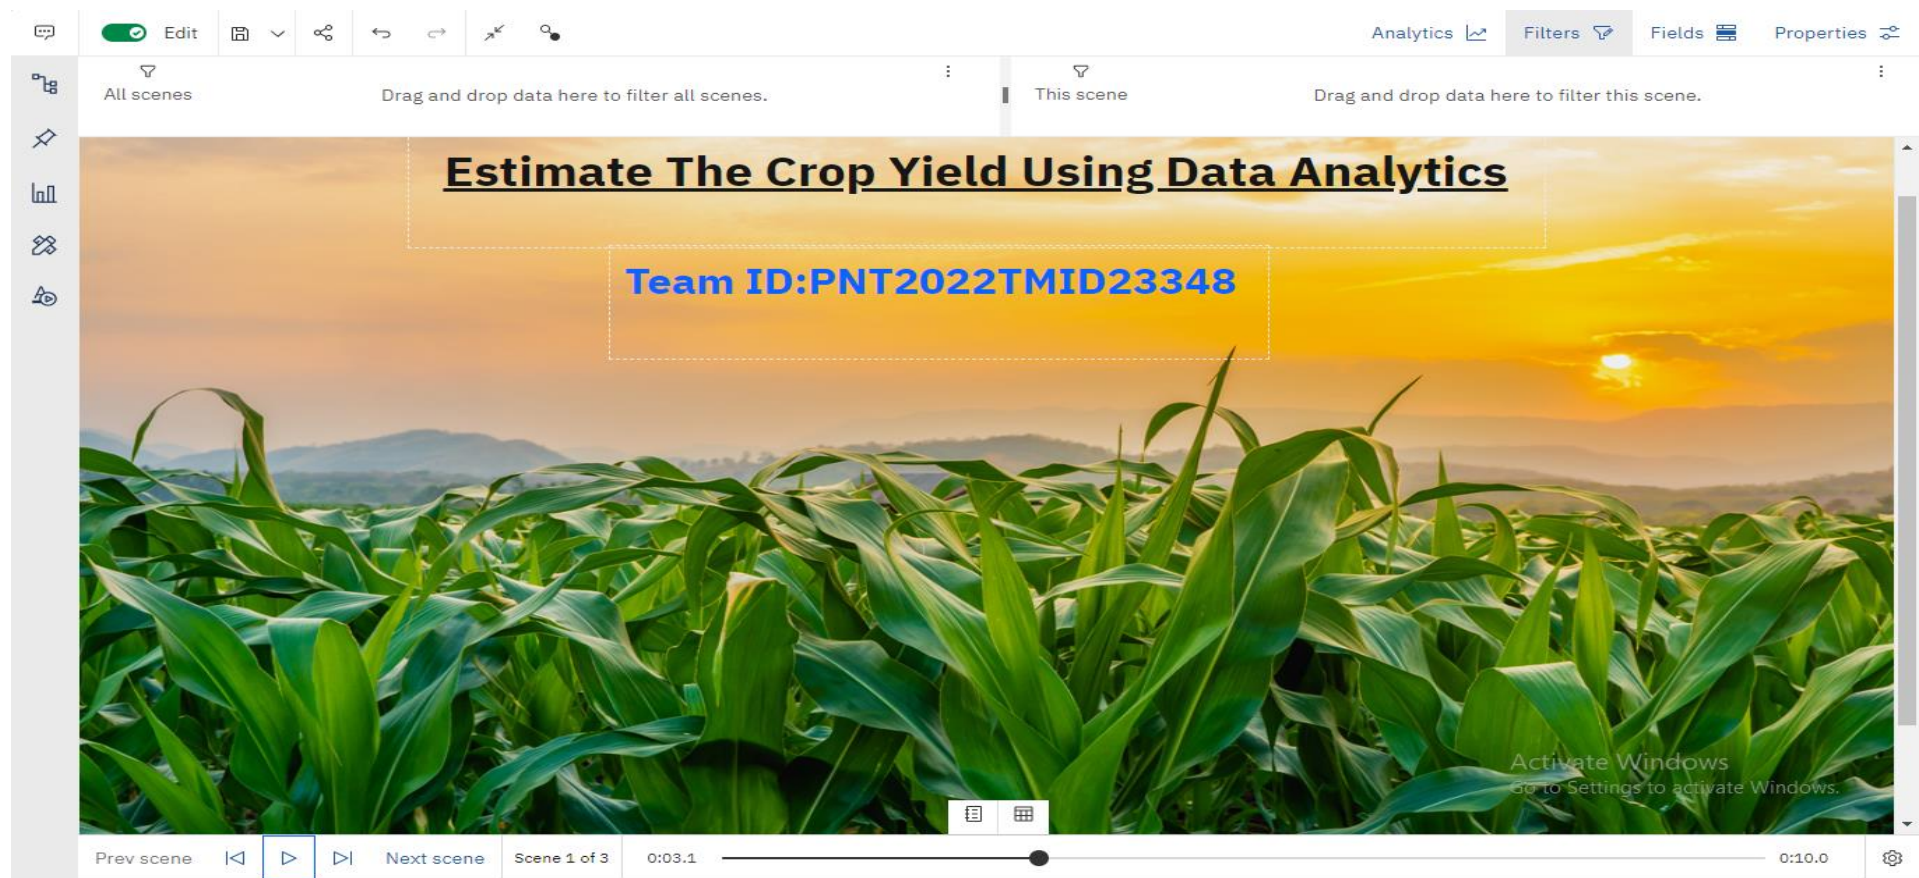 Edit
Analytics
Filters
Fields
Properties
All scenes
Drag and drop data here to filter all scenes.
This scene
Drag and drop data here to filter this scene.
Estimate The Crop Yield Using Data Analytics
Team ID:PNT2022TMID23348
Activate Windows
Go to Settings to activate Windows.
Prev scene
Next scene
Scene 1 of 3
0:03.1
0:10.0